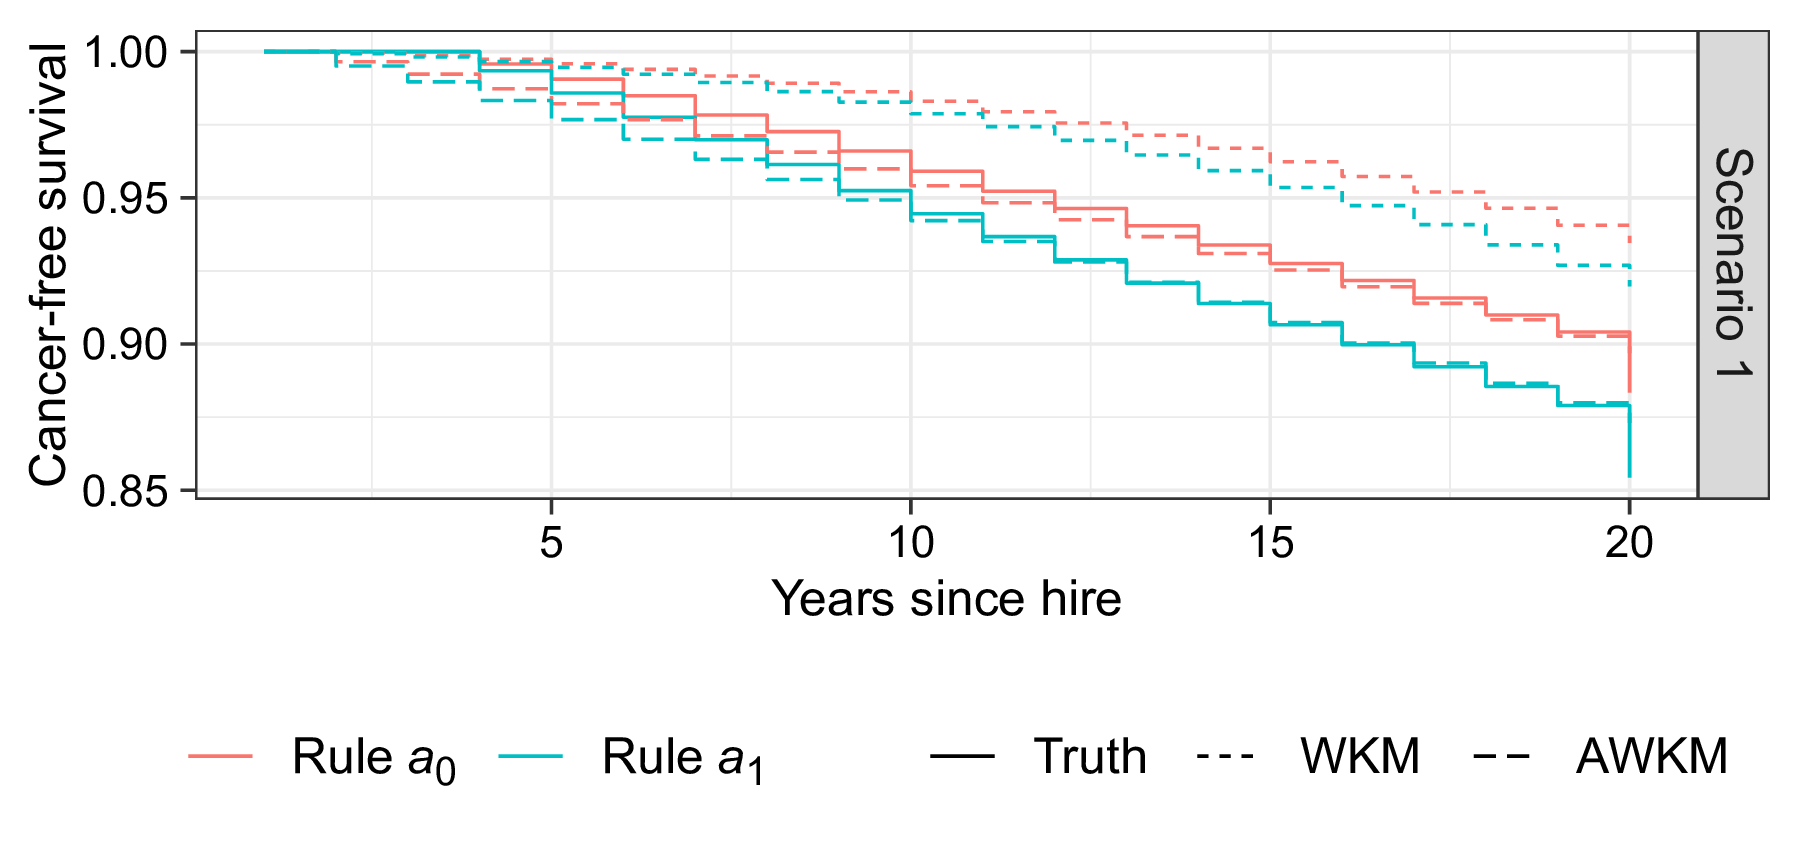 Cancer-free survival
1.00
0.95
0.90
0.85
5 10 15 20
Years since hire
Scenario 1
Rule a0 Rule a1 Truth WKM AWKM